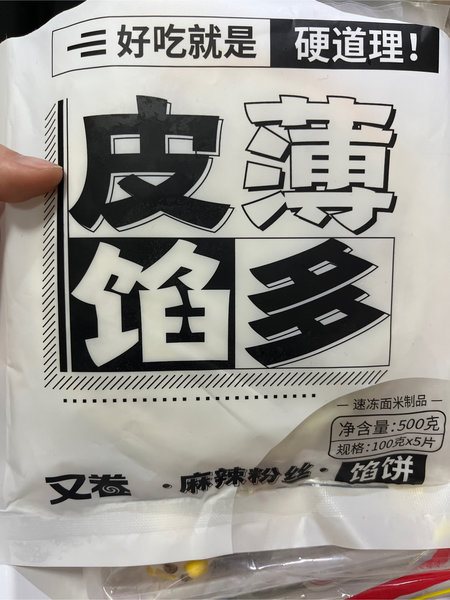 好吃就是 硬道理!
皮薄
馅多
速冻面米制品
净含量:500克
规格:100克×5片
又卷 ·麻辣粉丝· 馅饼